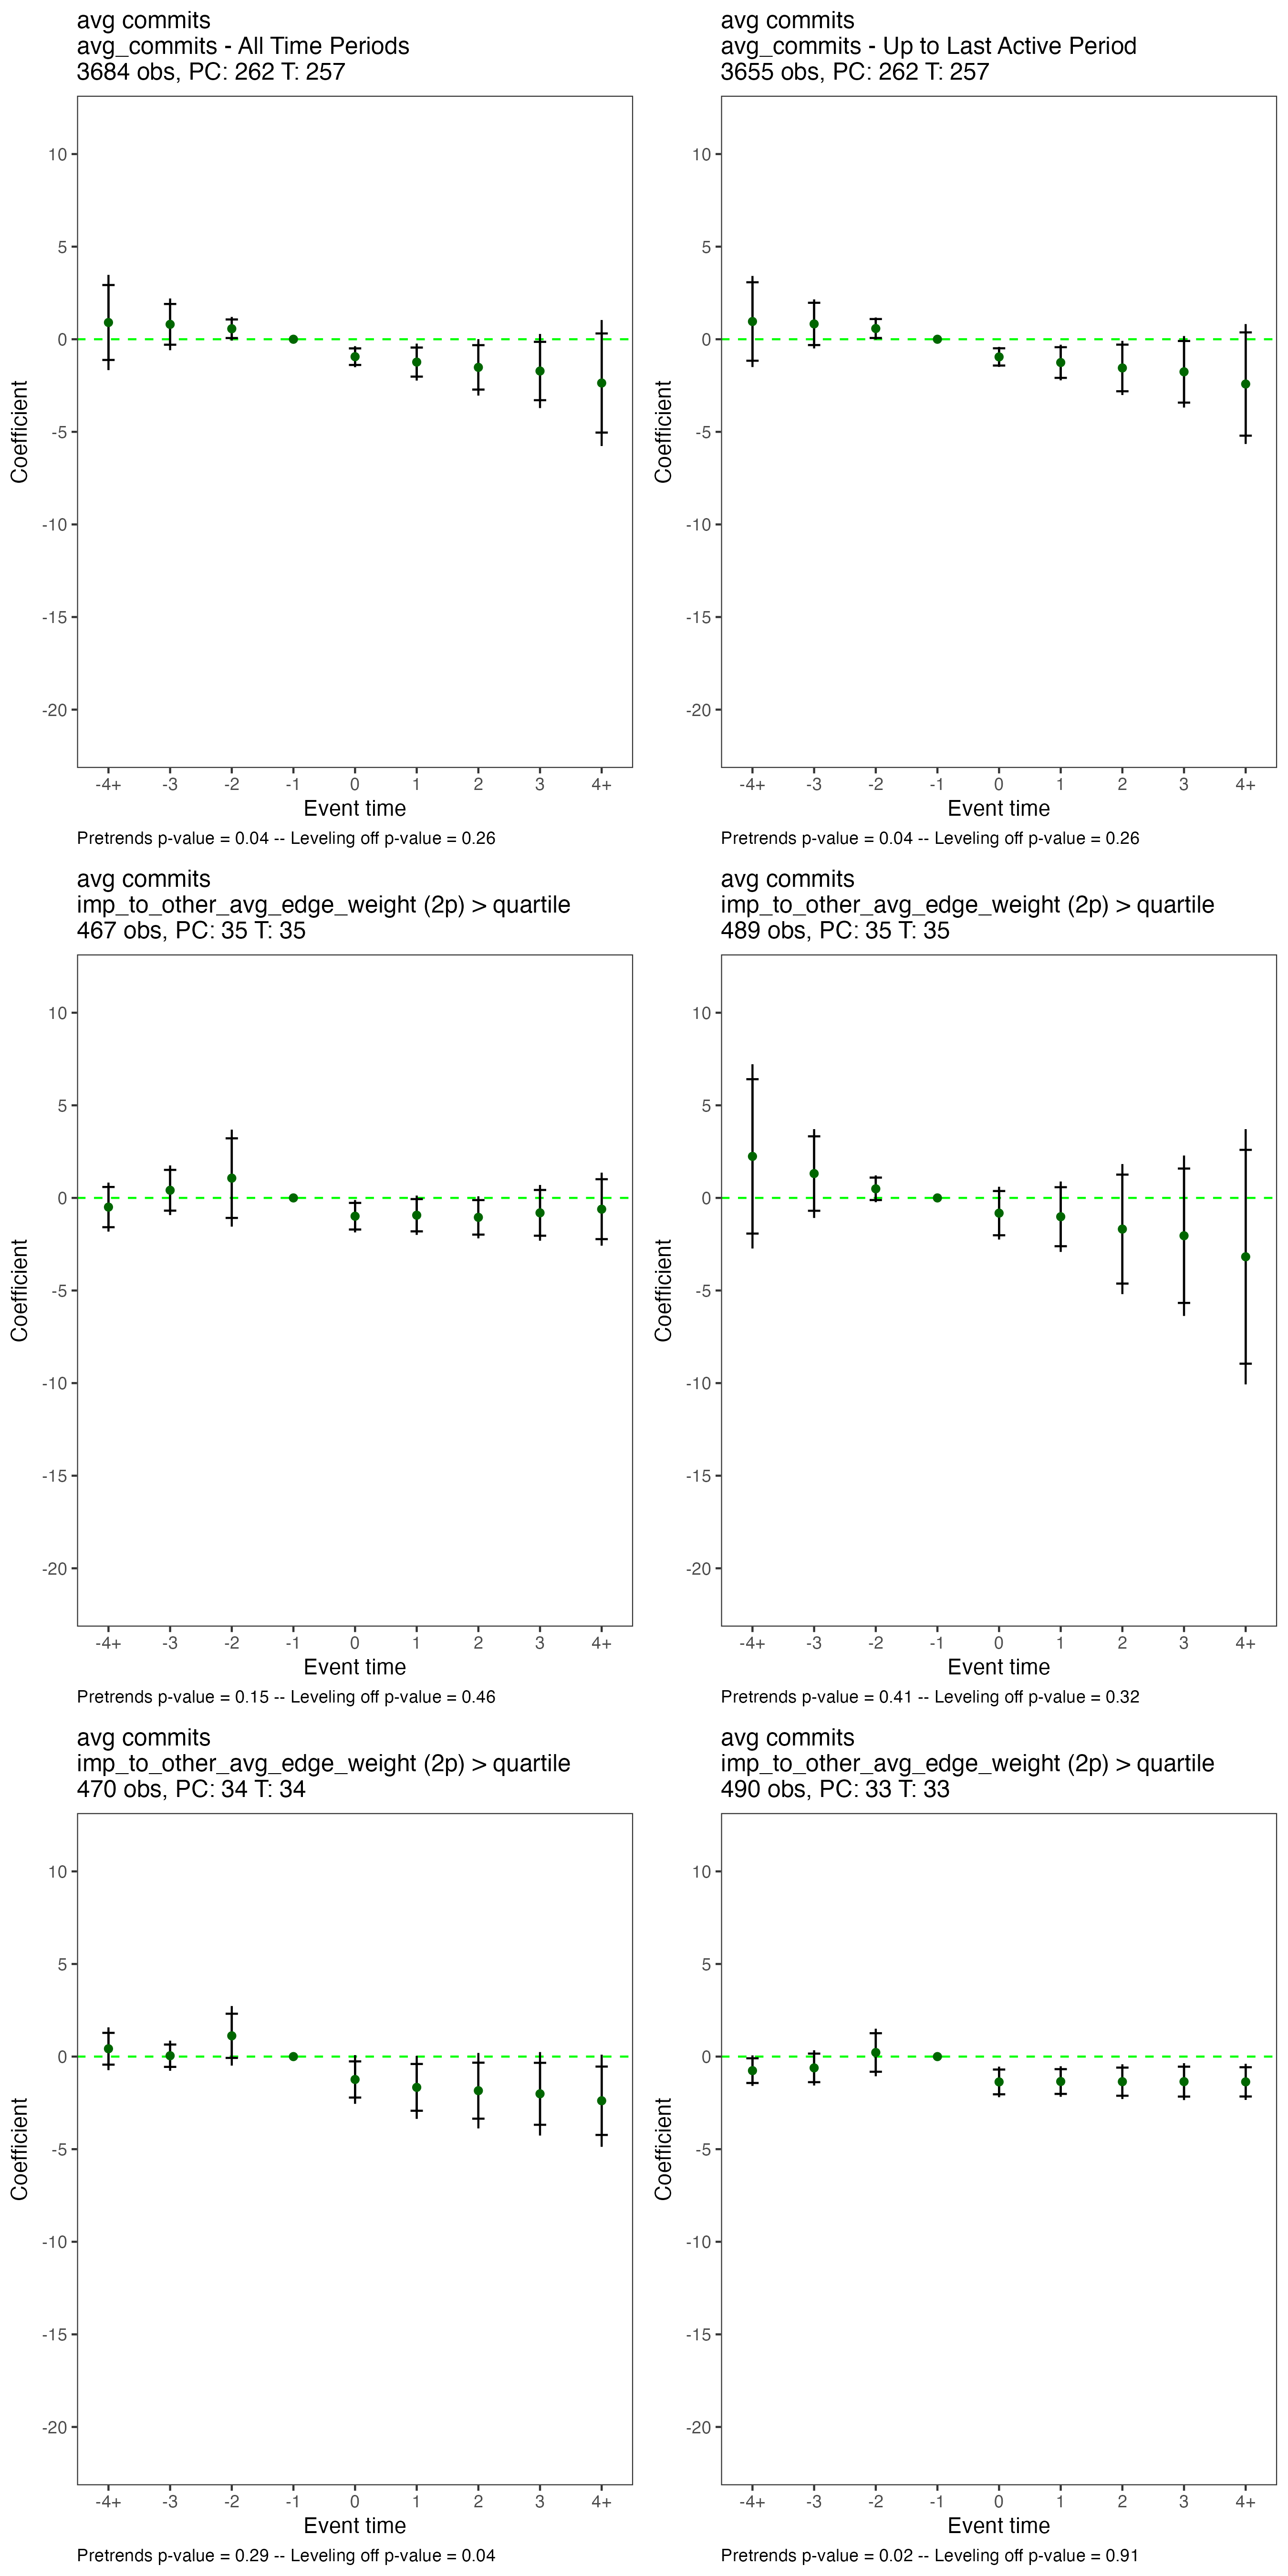 avg commits
avg_commits - All Time Periods
3684 obs, PC: 262 T: 257
10
5
0
-5
-10
-15
-20
Coefficient
-4+ -3 -2 -1 0 1 2 3 4+
Event time
Pretrends p-value = 0.04 -- Leveling off p-value = 0.26
avg commits
avg_commits - Up to Last Active Period
3655 obs, PC: 262 T: 257
10
5
0
-5
-10
-15
-20
Coefficient
-4+ -3 -2 -1 0 1 2 3 4+
Event time
Pretrends p-value = 0.04 -- Leveling off p-value = 0.26
avg commits
imp_to_other_avg_edge_weight (2p) > quartile
467 obs, PC: 35 T: 35
10
5
0
-5
-10
-15
-20
Coefficient
-4+ -3 -2 -1 0 1 2 3 4+
Event time
Pretrends p-value = 0.15 -- Leveling off p-value = 0.46
avg commits
imp_to_other_avg_edge_weight (2p) > quartile
489 obs, PC: 35 T: 35
10
5
0
-5
-10
-15
-20
Coefficient
-4+ -3 -2 -1 0 1 2 3 4+
Event time
Pretrends p-value = 0.41 -- Leveling off p-value = 0.32
avg commits
imp_to_other_avg_edge_weight (2p) > quartile
470 obs, PC: 34 T: 34
10
5
0
-5
-10
-15
-20
Coefficient
-4+ -3 -2 -1 0 1 2 3 4+
Event time
Pretrends p-value = 0.29 -- Leveling off p-value = 0.04
avg commits
imp_to_other_avg_edge_weight (2p) > quartile
490 obs, PC: 33 T: 33
10
5
0
-5
-10
-15
-20
Coefficient
-4+ -3 -2 -1 0 1 2 3 4+
Event time
Pretrends p-value = 0.02 -- Leveling off p-value = 0.91